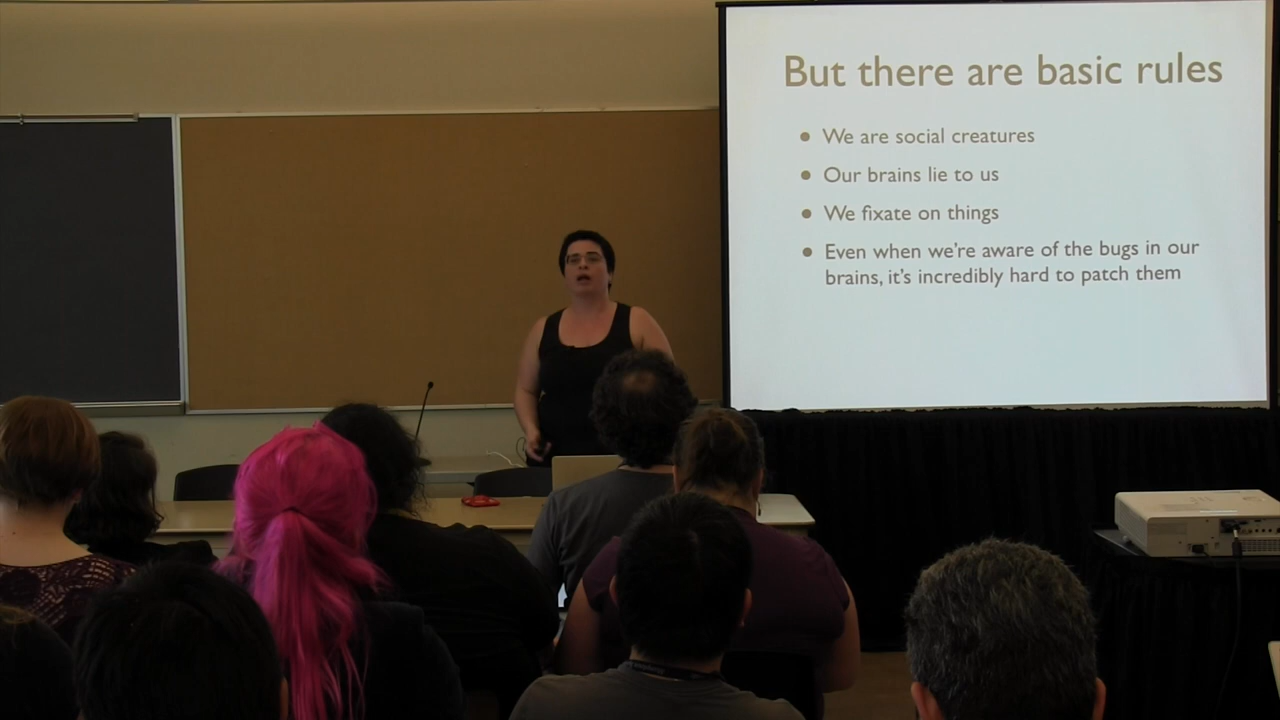 But there are basic rules
• We are social creatures
• Our brains lie to us
• We fixate on things
• Even when we're aware of the bugs in our
brains, it's incredibly hard to patch them